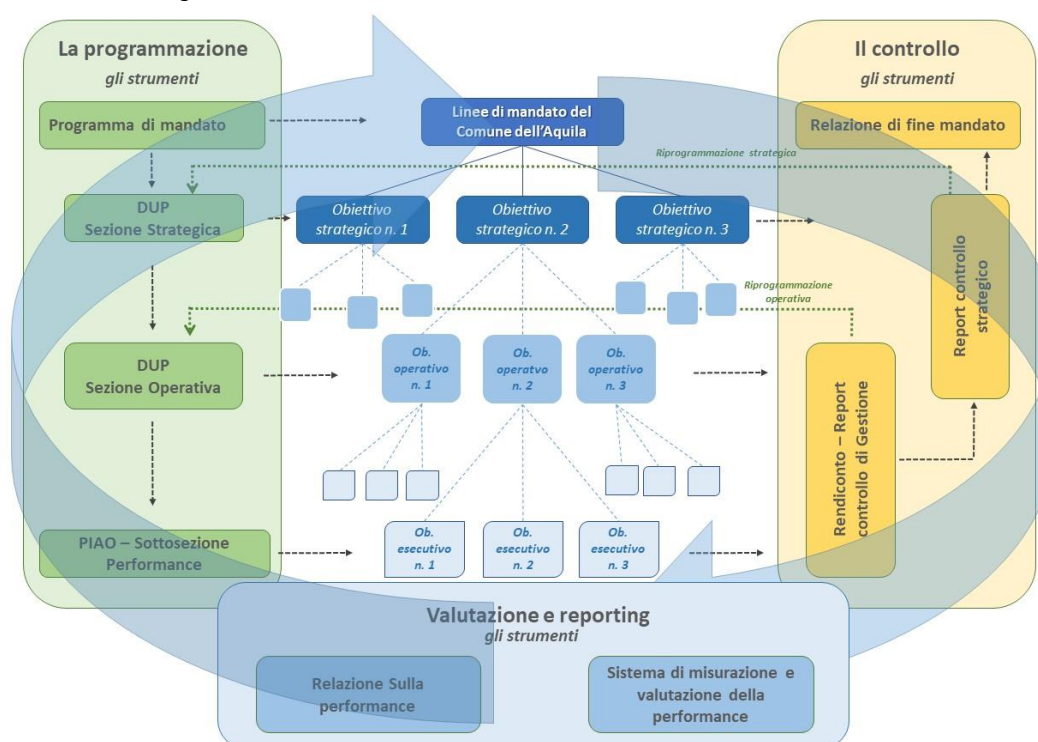 La programmazione
gli strumenti
Programma di mandato
DUP
Sezione Strategica
DUP
Sezione Operativa
PIAO – Sottosezione
Performance
Linee di mandato del
Comune dell'Aquila
Riprogrammazione strategica
Obiettivo
strategico n. 1
Obiettivo
strategico n. 2
Obiettivo
strategico n. 3
Riprogrammazione
operativa
Ob.
operativo
n. 1
Ob.
operatvo
n. 2
Ob.
operativo
n. 3
Ob.
esecutivo
n. 1
Ob.
esecutivo
n. 2
Ob.
esecutivo
n. 3
Il controllo
gli strumenti
Relazione di fine mandato
Report controllo
strategico
Rendiconto – Report
controllo di Gestione
Valutazione e reporting
gli strumenti
Relazione Sulla
performance
Sistema di misurazione e
valutazione della
performance